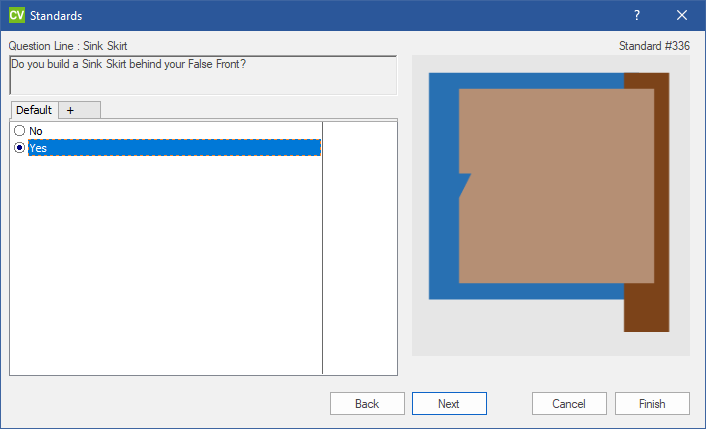 CV Standards ?
Question Line : Sink Skirt Standard #336
Do you build a Sink Skirt behind your False Front?
Default +
No
Yes
Back Next Cancel Finish